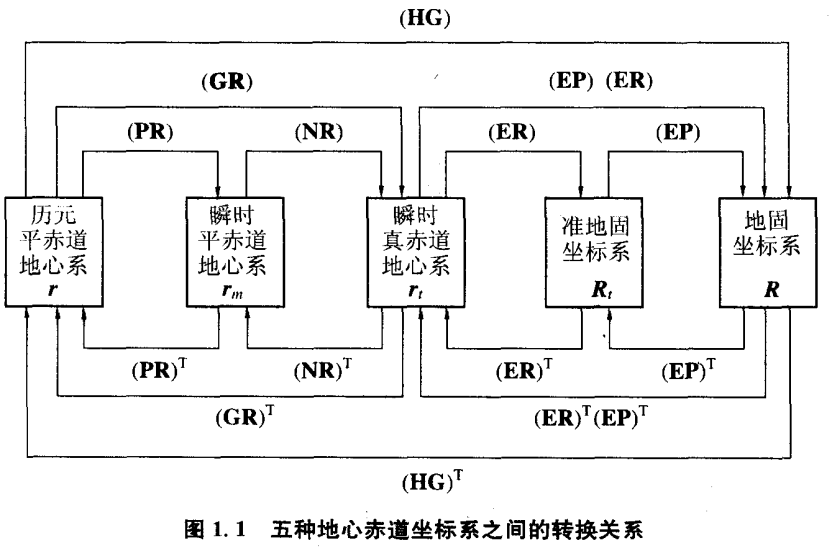 (HG)
(GR)
(EP) (ER)
(PR)
(NR)
(ER)
(EP)
历元
平赤道
地心系
r
瞬时
平赤道
地心系
r_m
瞬时
真赤道
地心系
r_t
准地固
坐标系
R_t
地固
坐标系
R
(PR)^T
(NR)^T
(ER)^T
(EP)^T
(GR)^T
(ER)^T(EP)^T
(HG)^T
图 1.1 五种地心赤道坐标系之间的转换关系